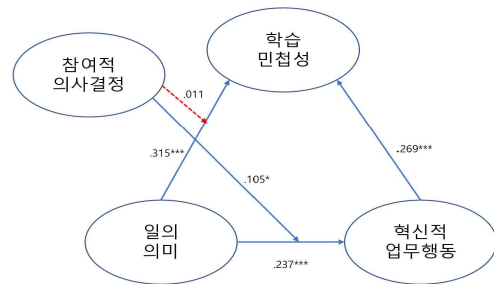 학습
민첩성
참여적
의사결정
.011
.315***
.269***
.105*
일의
의미
혁신적
업무행동
.237***